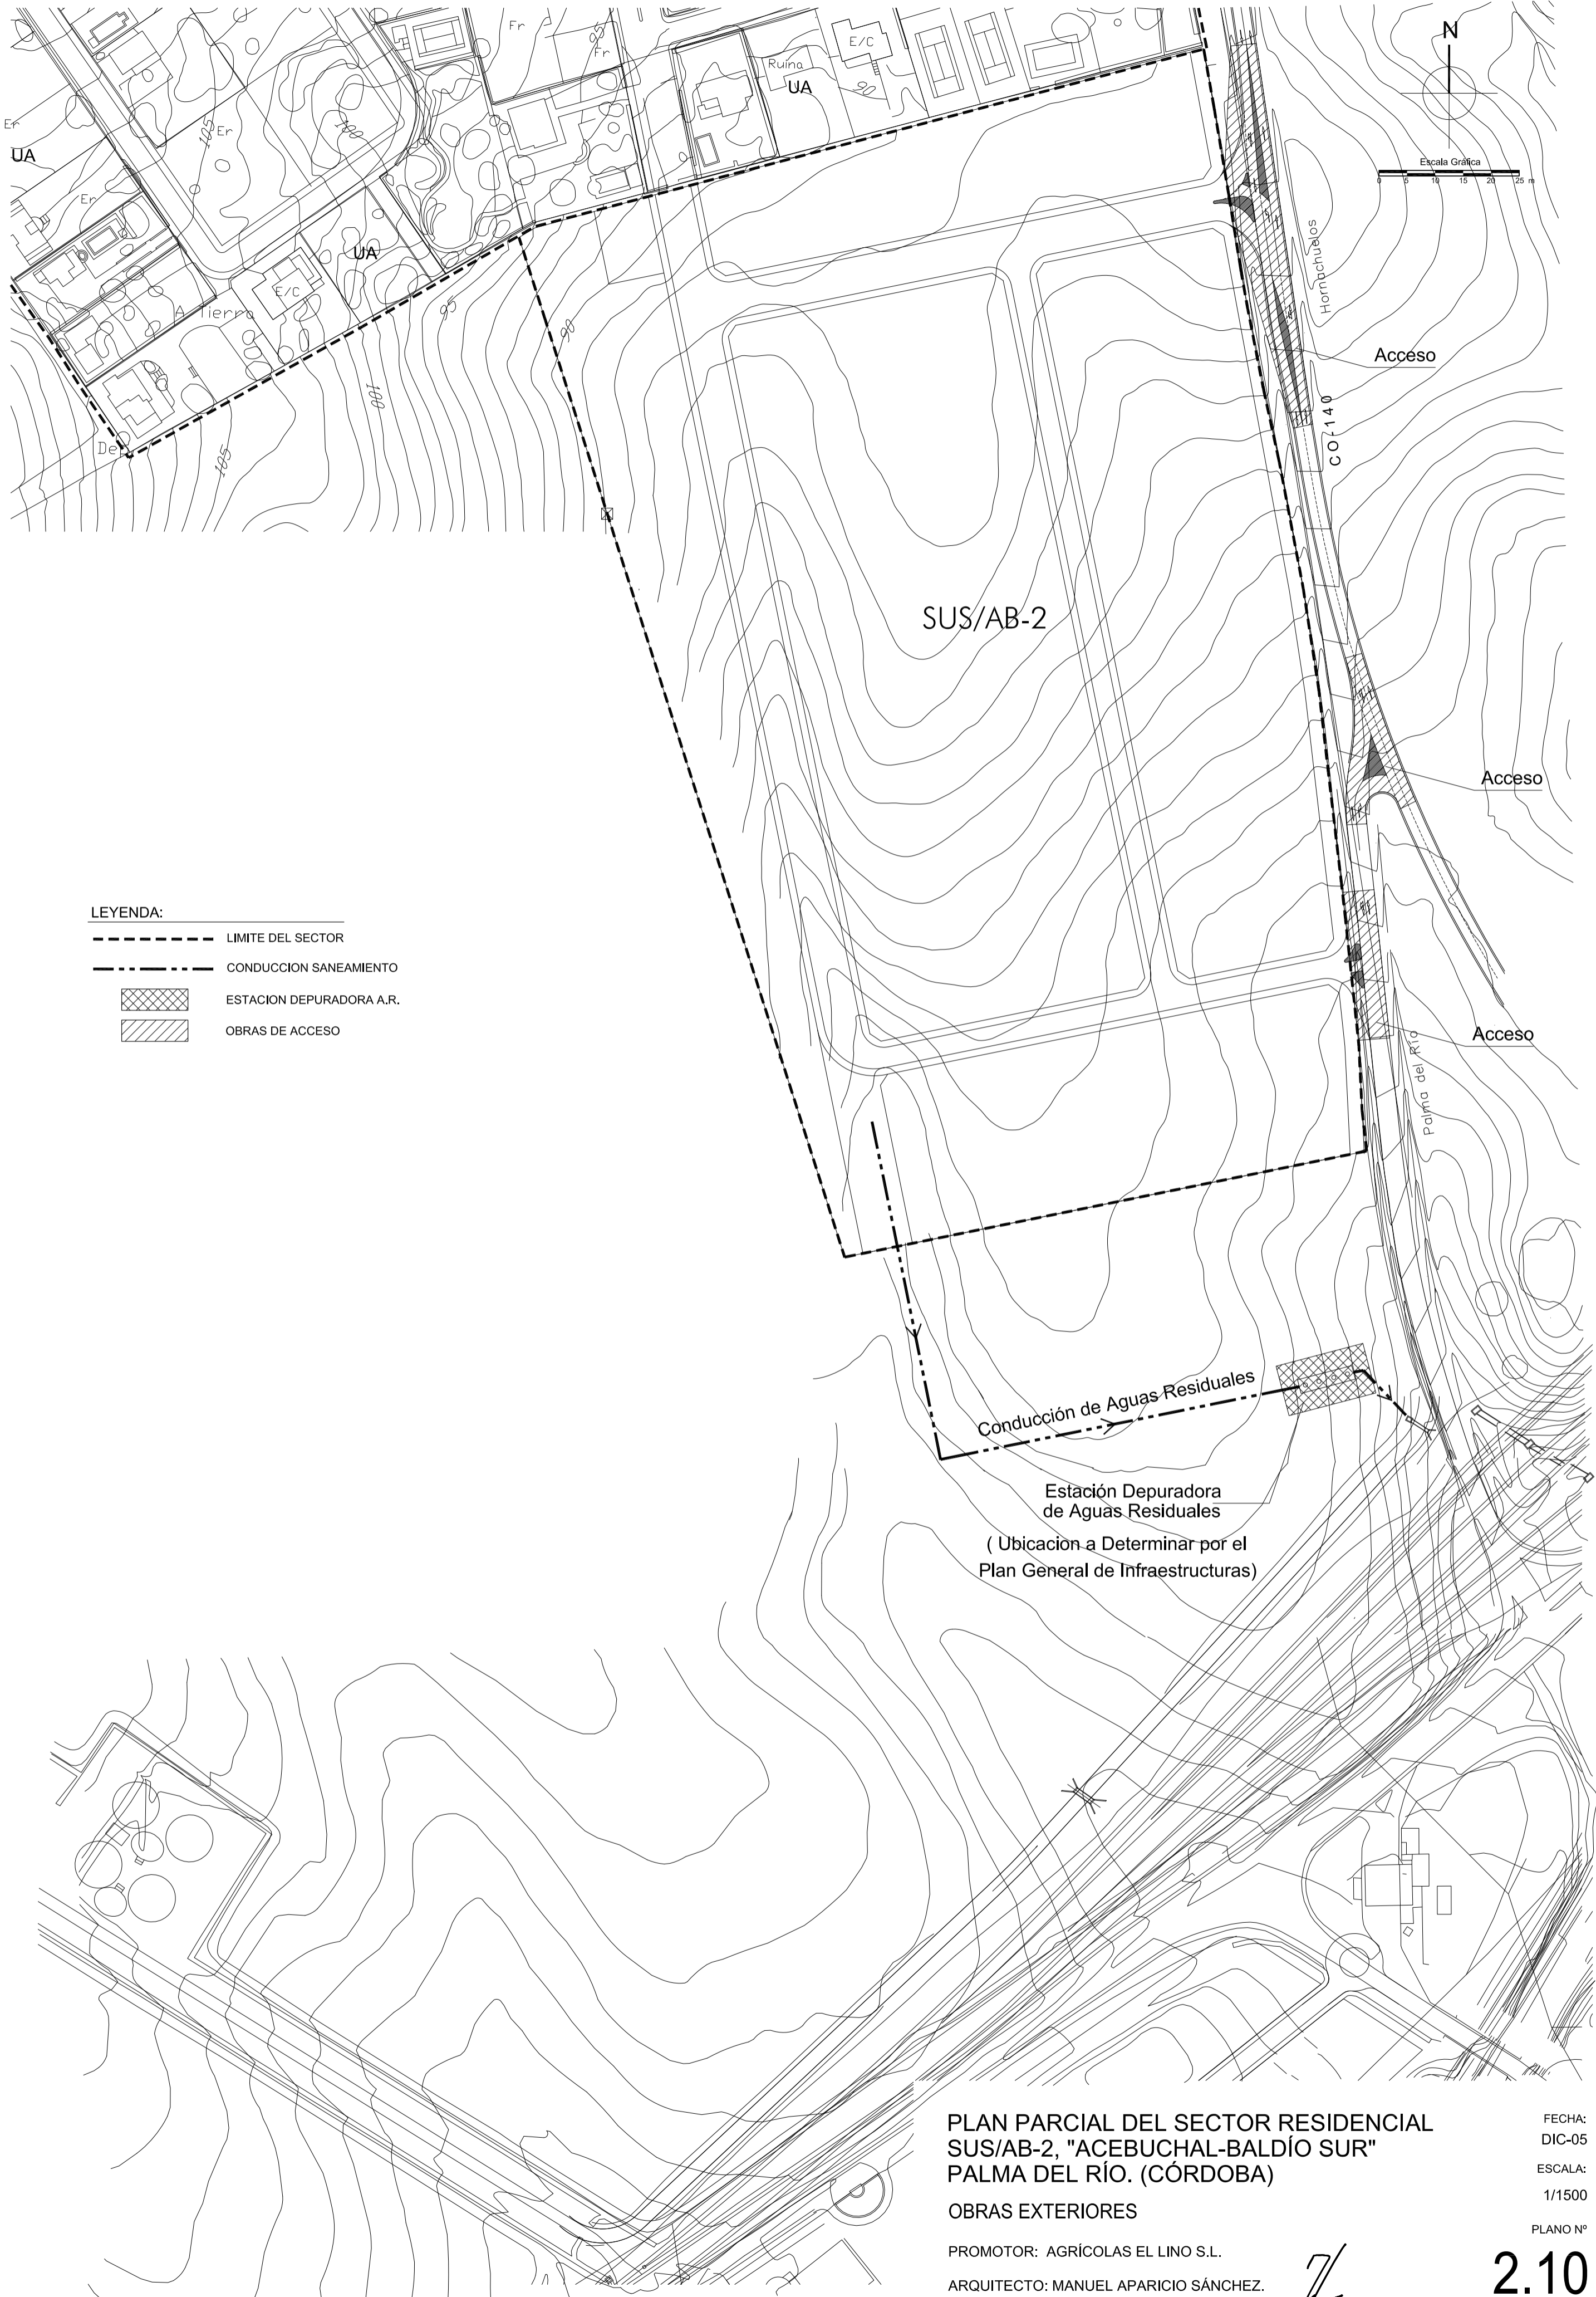 Fr
95
Fr
E/C
N
Ruina
UA
90
Er
UA
105
Er
100
Er
Escala Gráfica
0 5 10 15 20 25 m
UA
E/C
A Tierra
95
90
Hornachuelos
Acceso
100
CO-140
De
105
SUS/AB-2
Acceso
LEYENDA:
LIMITE DEL SECTOR
CONDUCCION SANEAMIENTO
ESTACION DEPURADORA A.R.
OBRAS DE ACCESO
Acceso
Palma del Río
Conducción de Aguas Residuales
Estación Depuradora
de Aguas Residuales
( Ubicacion a Determinar por el
Plan General de Infraestructuras)
PLAN PARCIAL DEL SECTOR RESIDENCIAL
SUS/AB-2, "ACEBUCHAL-BALDÍO SUR"
PALMA DEL RÍO. (CÓRDOBA)
OBRAS EXTERIORES
PROMOTOR: AGRÍCOLAS EL LINO S.L.
ARQUITECTO: MANUEL APARICIO SÁNCHEZ.
FECHA:
DIC-05
ESCALA:
1/1500
PLANO Nº
2.10